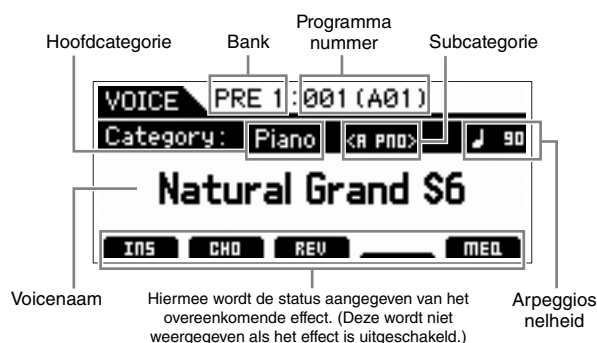 Programma
Hoofdcategorie Bank nummer Subcategorie
VOICE PRE 1:001(A01)
Category: Piano <A PNO> ♩ 90
Natural Grand S6
INS CHO REV MEQ
Voicenaam Hiermee wordt de status aangegeven van het Arpeggios
overeenkomende effect. (Deze wordt niet nelheid
weergegeven als het effect is uitgeschakeld.)